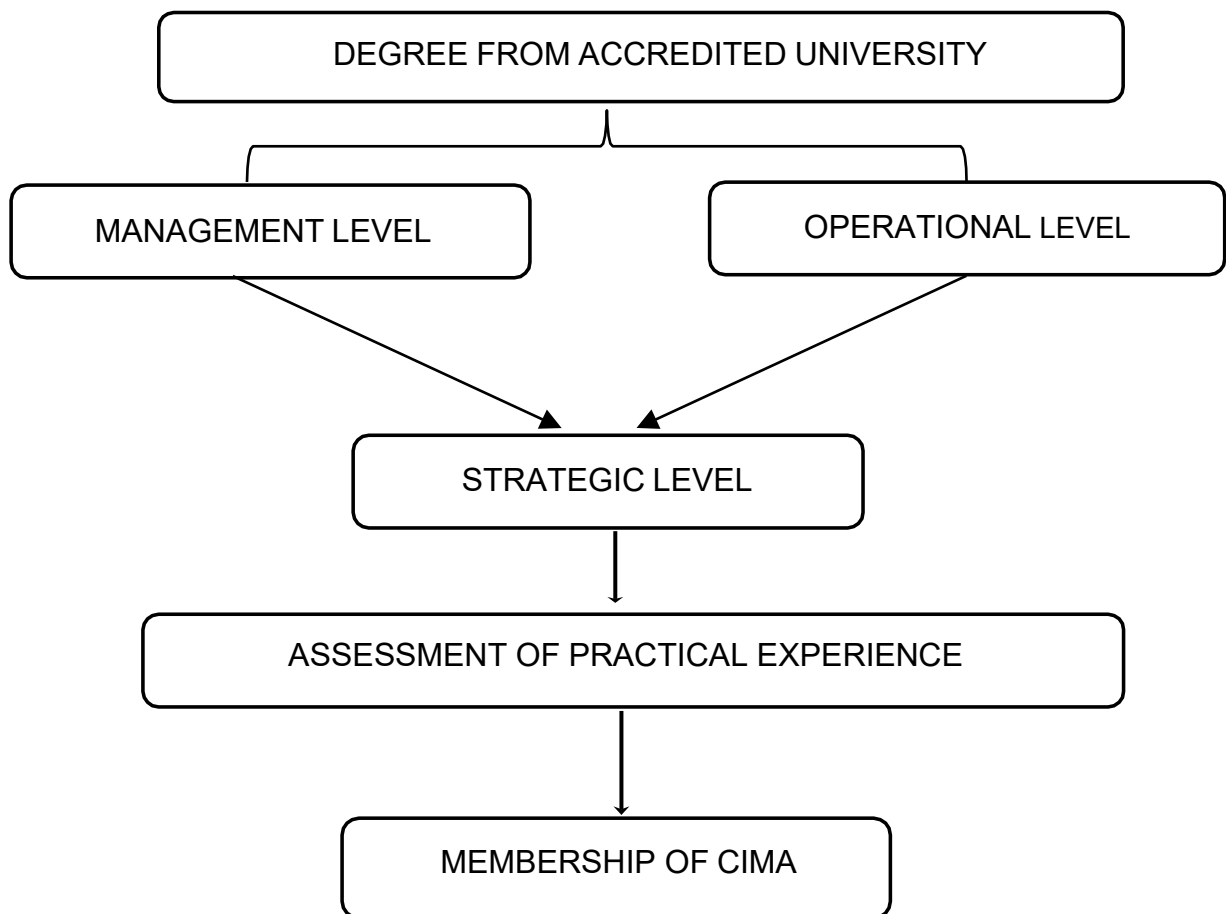 DEGREE FROM ACCREDITED UNIVERSITY
MANAGEMENT LEVEL
OPERATIONAL LEVEL
STRATEGIC LEVEL
ASSESSMENT OF PRACTICAL EXPERIENCE
MEMBERSHIP OF CIMA